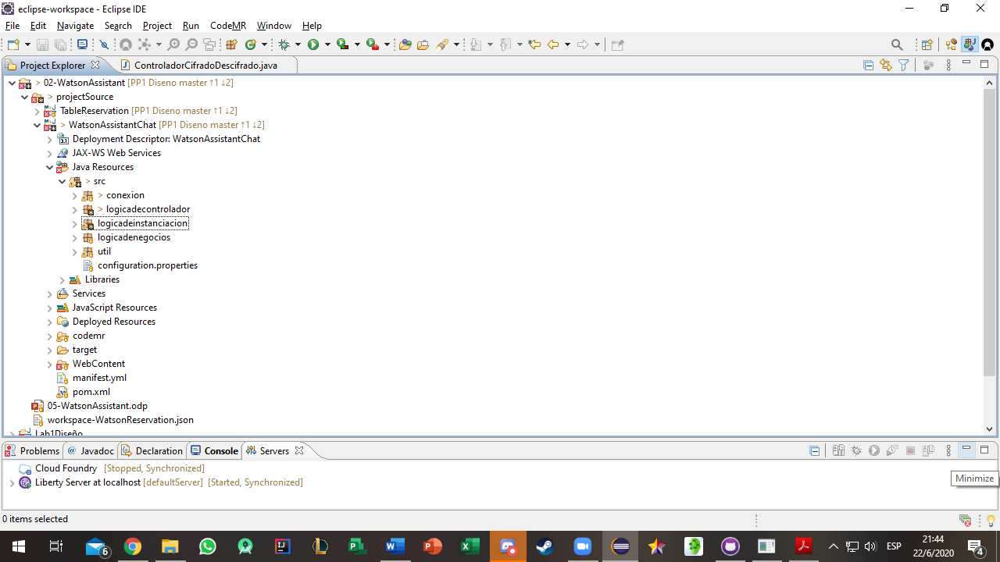 eclipse-workspace - Eclipse IDE
File Edit Navigate Search Project Run CodeMR Window Help
Project Explorer ControladorCifradoDescifrado.java
> 02-WatsonAssistant [PP1 Diseno master ↑1 ↓2]
> projectSource
TableReservation [PP1 Diseno master ↑1 ↓2]
> WatsonAssistantChat [PP1 Diseno master ↑1 ↓2]
Deployment Descriptor: WatsonAssistantChat
JAX-WS Web Services
Java Resources
> src
> conexion
> logicadecontrolador
logicadeinstanciacion
logicadenegocios
util
configuration.properties
Libraries
Services
JavaScript Resources
Deployed Resources
codemr
target
WebContent
manifest.yml
pom.xml
05-WatsonAssistant.odp
workspace-WatsonReservation.json
Lab1Diseño
Problems @ Javadoc Declaration Console Servers
Cloud Foundry [Stopped, Synchronized]
Liberty Server at localhost [defaultServer] [Started, Synchronized]
Minimize
0 items selected
6 ESP 21:44
22/6/2020 4